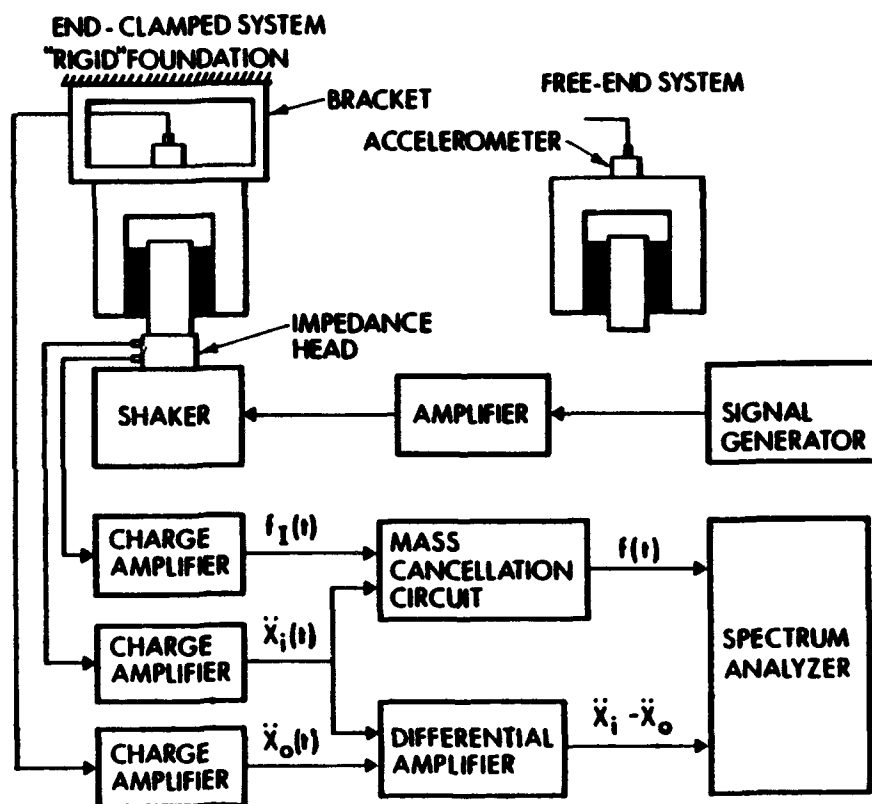 END-CLAMPED SYSTEM
"RIGID" FOUNDATION
BRACKET
FREE-END SYSTEM
ACCELEROMETER
IMPEDANCE
HEAD
SHAKER
AMPLIFIER
SIGNAL
GENERATOR
CHARGE
AMPLIFIER
f_I(t)
MASS
CANCELLATION
CIRCUIT
f(t)
CHARGE
AMPLIFIER
Ẍ_i(t)
SPECTRUM
ANALYZER
CHARGE
AMPLIFIER
Ẍ_o(t)
DIFFERENTIAL
AMPLIFIER
Ẍ_i - Ẍ_o